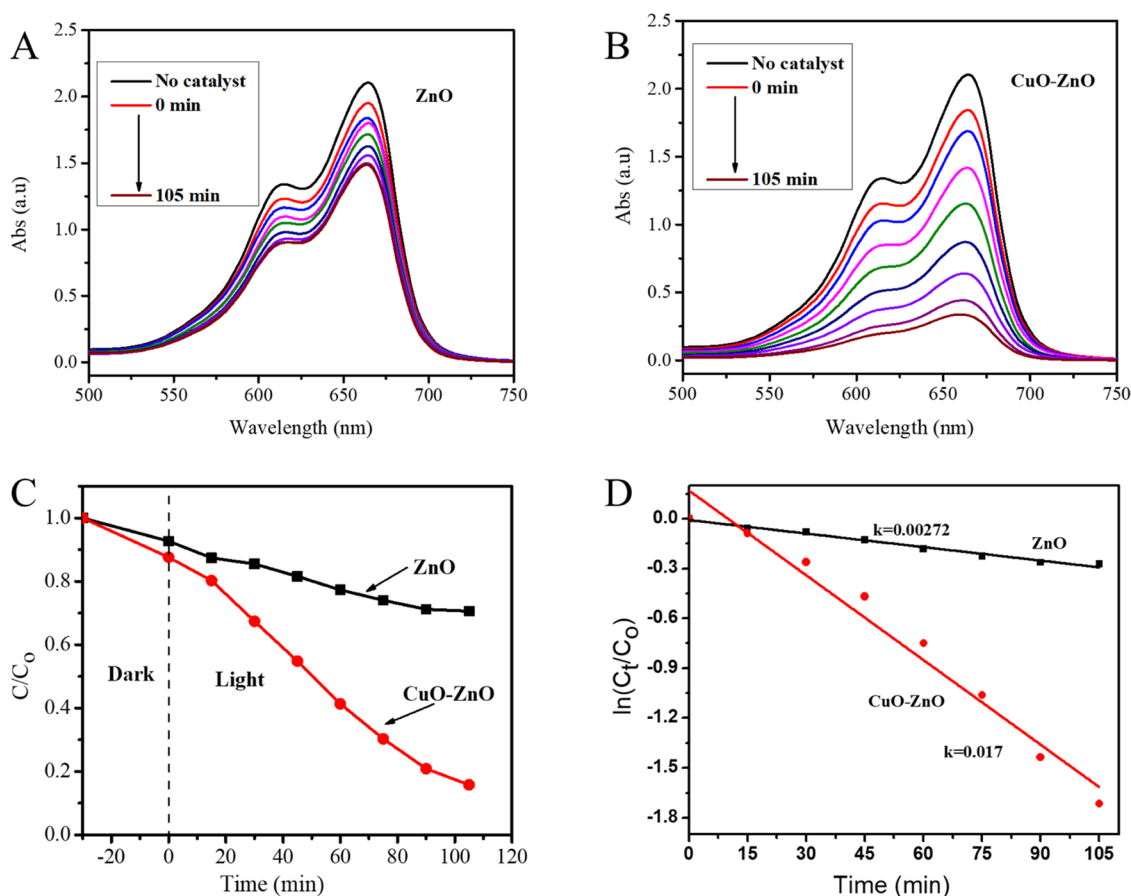 A
No catalyst
0 min
105 min
ZnO
2.5
2.0
1.5
1.0
0.5
0.0
Abs (a.u)
500 550 600 650 700 750
Wavelength (nm)
B
No catalyst
0 min
105 min
CuO-ZnO
2.5
2.0
1.5
1.0
0.5
0.0
Abs (a.u)
500 550 600 650 700 750
Wavelength (nm)
C
1.0
0.8
0.6
0.4
0.2
0.0
C/Co
ZnO
Dark
Light
CuO-ZnO
-20 0 20 40 60 80 100 120
Time (min)
D
0.0
-0.3
-0.6
-0.9
-1.2
-1.5
-1.8
ln(Ct/Co)
k=0.00272
ZnO
CuO-ZnO
k=0.017
0 15 30 45 60 75 90 105
Time (min)